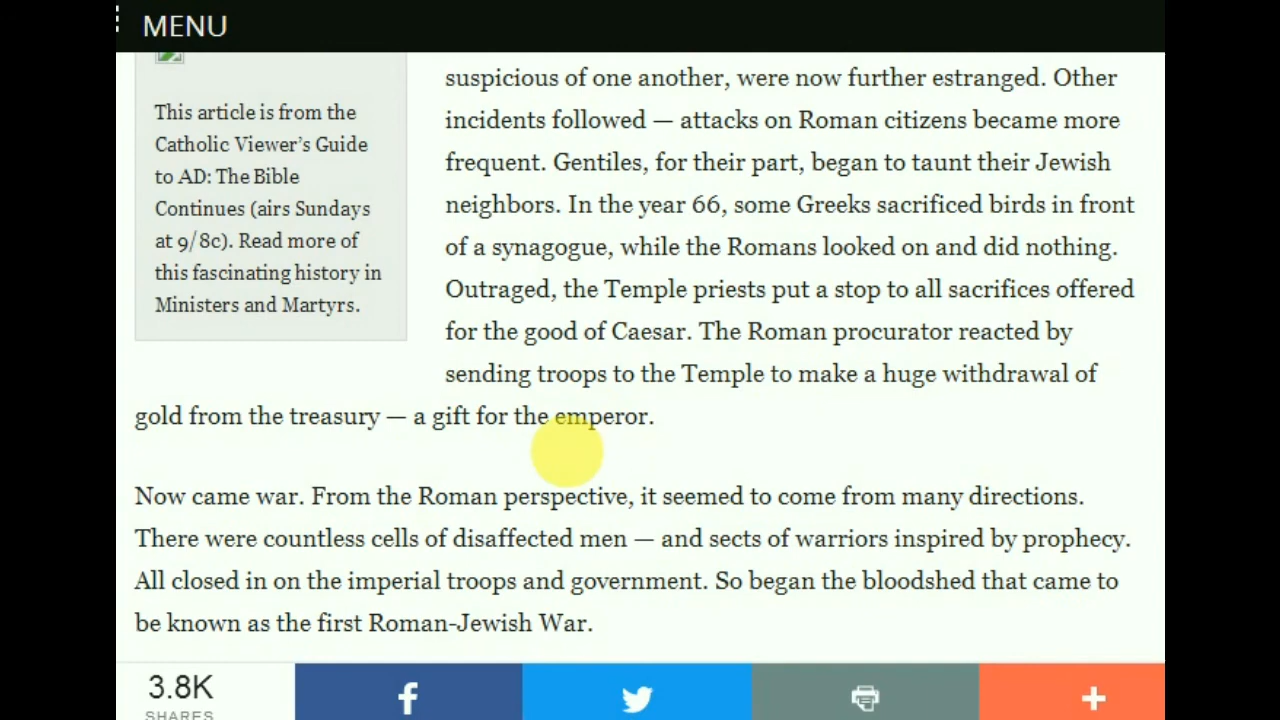 MENU
This article is from the
Catholic Viewer’s Guide
to AD: The Bible
Continues (airs Sundays
at 9/8c). Read more of
this fascinating history in
Ministers and Martyrs.
suspicious of one another, were now further estranged. Other
incidents followed — attacks on Roman citizens became more
frequent. Gentiles, for their part, began to taunt their Jewish
neighbors. In the year 66, some Greeks sacrificed birds in front
of a synagogue, while the Romans looked on and did nothing.
Outraged, the Temple priests put a stop to all sacrifices offered
for the good of Caesar. The Roman procurator reacted by
sending troops to the Temple to make a huge withdrawal of
gold from the treasury — a gift for the emperor.
Now came war. From the Roman perspective, it seemed to come from many directions.
There were countless cells of disaffected men — and sects of warriors inspired by prophecy.
All closed in on the imperial troops and government. So began the bloodshed that came to
be known as the first Roman-Jewish War.
3.8K
SHARES